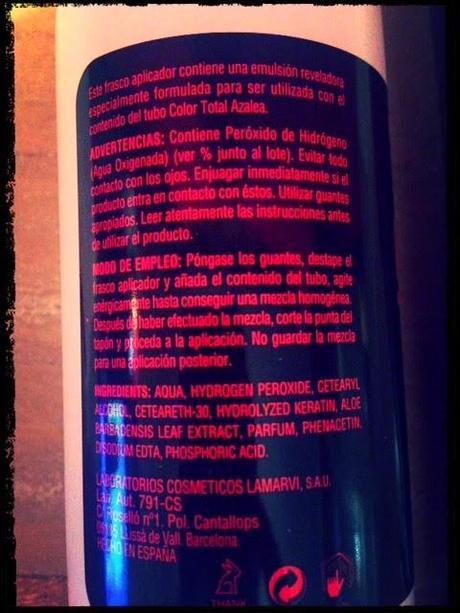 Este frasco aplicador contiene una emulsión reveladora
especialmente formulada para ser utilizada con el
contenido del tubo Color Total Azalea.
ADVERTENCIAS: Contiene Peróxido de Hidrógeno
(Agua Oxigenada) (ver % junto al lote). Evitar todo
contacto con los ojos. Enjuagar inmediatamente si el
producto entra en contacto con éstos. Utilizar guantes
apropiados. Leer atentamente las instrucciones antes
de utilizar el producto.
MODO DE EMPLEO: Póngase los guantes, destape el
frasco aplicador y añada el contenido del tubo, agite
enérgicamente hasta conseguir una mezcla homogénea.
Después de haber efectuado la mezcla, corte la punta del
tapón y proceda a la aplicación. No guardar la mezcla
para una aplicación posterior.
INGREDIENTS: AQUA, HYDROGEN PEROXIDE, CETEARYL
ALCOHOL, CETEARETH-30, HYDROLYZED KERATIN, ALOE
BARBADENSIS LEAF EXTRACT, PARFUM, PHENACETIN,
DISODIUM EDTA, PHOSPHORIC ACID.
LABORATORIOS COSMETICOS LAMARVI, S.A.U.
Lab. Aut. 791-CS
C/ Roselló nº1. Pol. Cantallops
Llissà de Vall. Barcelona.
HECHO EN ESPAÑA
THANK